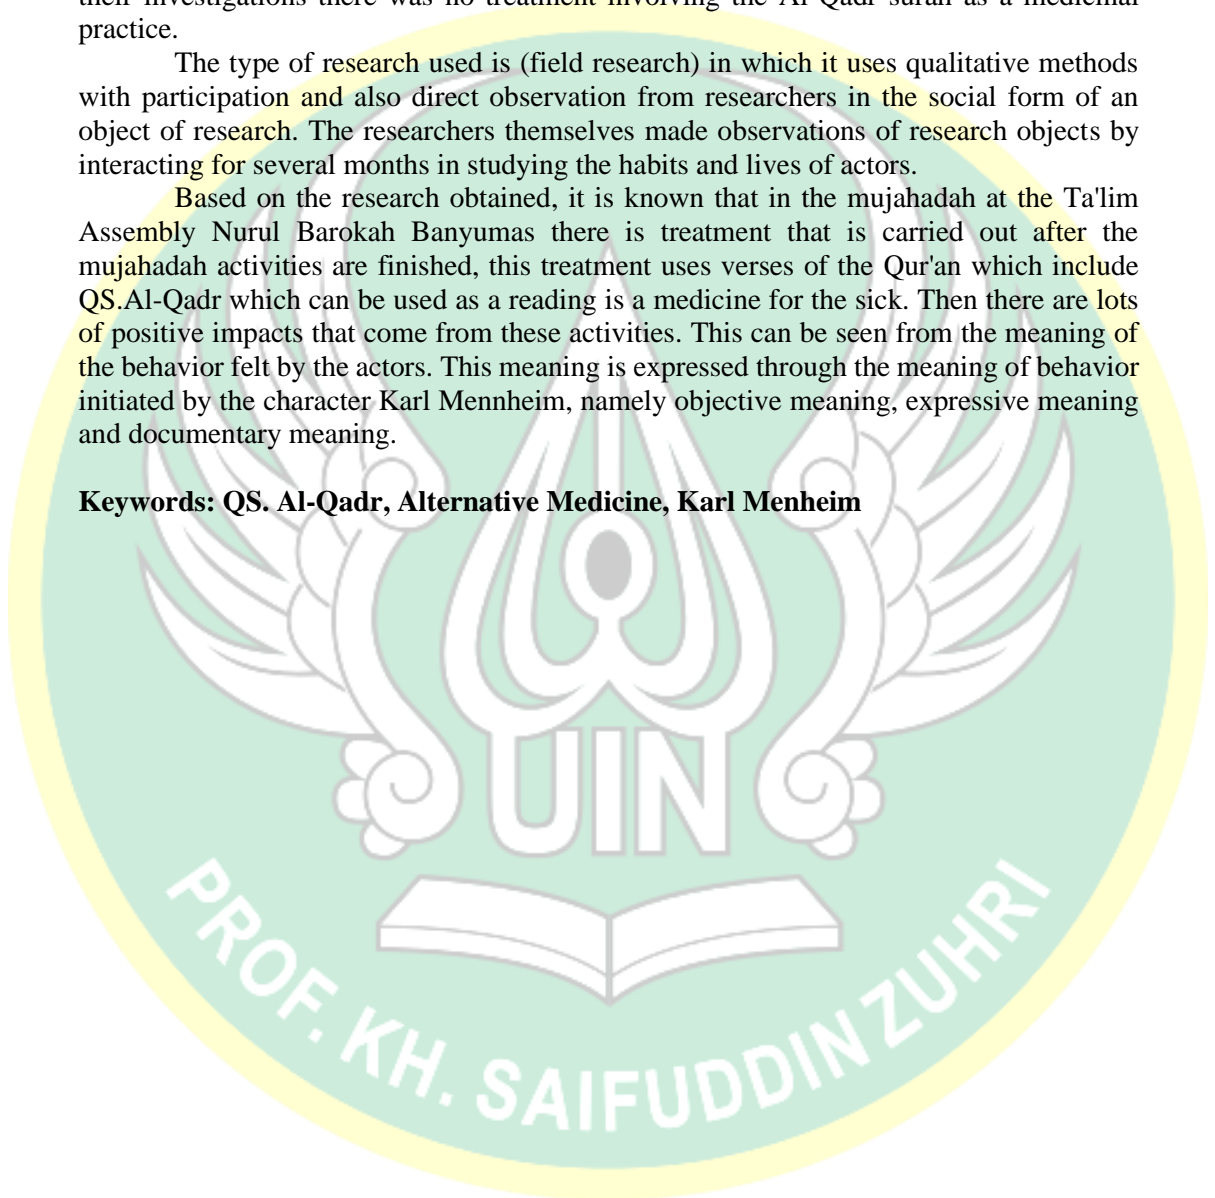 their investigations there was no treatment involving the Al-Qadr surah as a medicinal
practice.
The type of research used is (field research) in which it uses qualitative methods
with participation and also direct observation from researchers in the social form of an
object of research. The researchers themselves made observations of research objects by
interacting for several months in studying the habits and lives of actors.
Based on the research obtained, it is known that in the mujahadah at the Ta'lim
Assembly Nurul Barokah Banyumas there is treatment that is carried out after the
mujahadah activities are finished, this treatment uses verses of the Qur'an which include
QS.Al-Qadr which can be used as a reading is a medicine for the sick. Then there are lots
of positive impacts that come from these activities. This can be seen from the meaning of
the behavior felt by the actors. This meaning is expressed through the meaning of behavior
initiated by the character Karl Mennheim, namely objective meaning, expressive meaning
and documentary meaning.
Keywords: QS. Al-Qadr, Alternative Medicine, Karl Menheim
UIN
PROF. KH. SAIFUDDIN ZUHRI